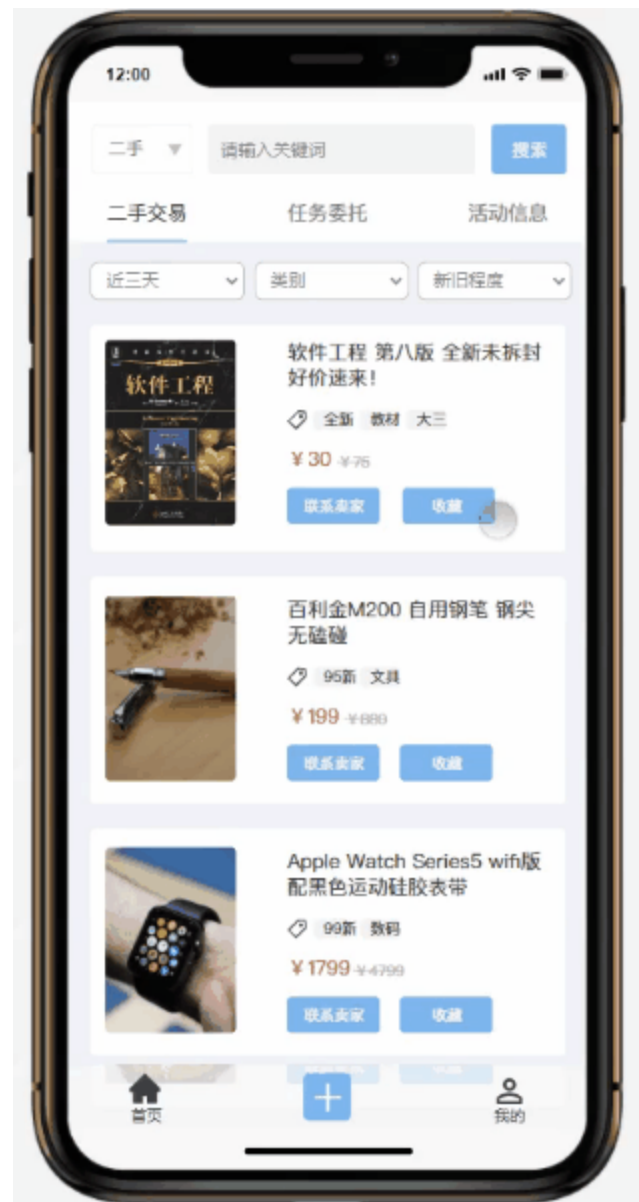 12:00
二手 ▼ 请输入关键词 搜索
二手交易 任务委托 活动信息
近三天 类别 新旧程度
软件工程
软件工程 第八版 全新未拆封
好价速来！
全新 教材 大三
￥30 ￥75
联系卖家 收藏
百利金M200 自用钢笔 钢尖
无磕碰
95新 文具
￥199 ￥880
联系卖家 收藏
Apple Watch Series5 wifi版
配黑色运动硅胶表带
99新 数码
￥1799 ￥4799
联系卖家 收藏
首页 我的